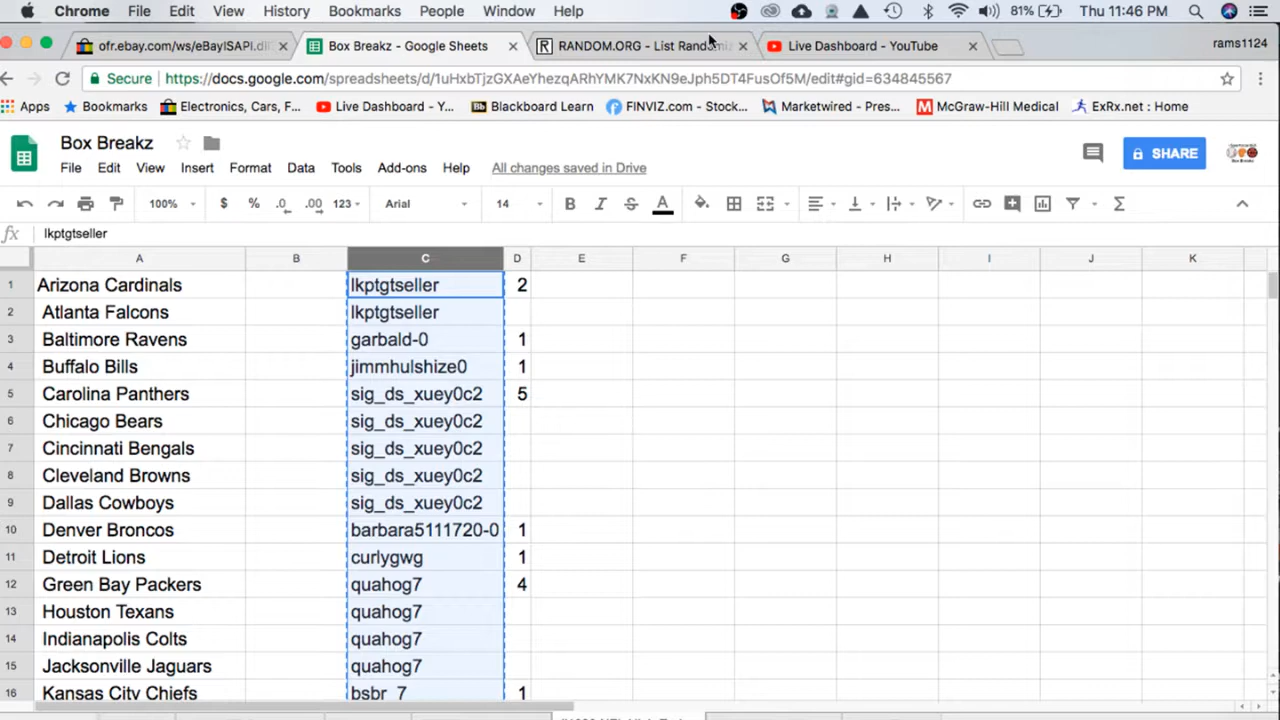 Chrome File Edit View History Bookmarks People Window Help 81% Thu 11:46 PM
ofr.ebay.com/ws/eBayISAPI.dll Box Breakz - Google Sheets RANDOM.ORG - List Randomiz Live Dashboard - YouTube rams1124
Secure https://docs.google.com/spreadsheets/d/1uHxbTjzGXAeYhezqARhYMK7NxKN9eJph5DT4FusOf5M/edit#gid=634845567
Apps Bookmarks Electronics, Cars, F... Live Dashboard - Y... Bb Blackboard Learn FINVIZ.com - Stock... Marketwired - Pres... M McGraw-Hill Medical ExRx.net : Home
Box Breakz
SHARE
File Edit View Insert Format Data Tools Add-ons Help All changes saved in Drive
100% $ % .0 .00 123 Arial 14 B I S A Σ
fx lkptgtseller
A B C D E F G H I J K
1 Arizona Cardinals lkptgtseller 2
2 Atlanta Falcons lkptgtseller
3 Baltimore Ravens garbald-0 1
4 Buffalo Bills jimmhulshize0 1
5 Carolina Panthers sig_ds_xuey0c2 5
6 Chicago Bears sig_ds_xuey0c2
7 Cincinnati Bengals sig_ds_xuey0c2
8 Cleveland Browns sig_ds_xuey0c2
9 Dallas Cowboys sig_ds_xuey0c2
10 Denver Broncos barbara5111720-0 1
11 Detroit Lions curlygwg 1
12 Green Bay Packers quahog7 4
13 Houston Texans quahog7
14 Indianapolis Colts quahog7
15 Jacksonville Jaguars quahog7
16 Kansas City Chiefs bsbr_7 1